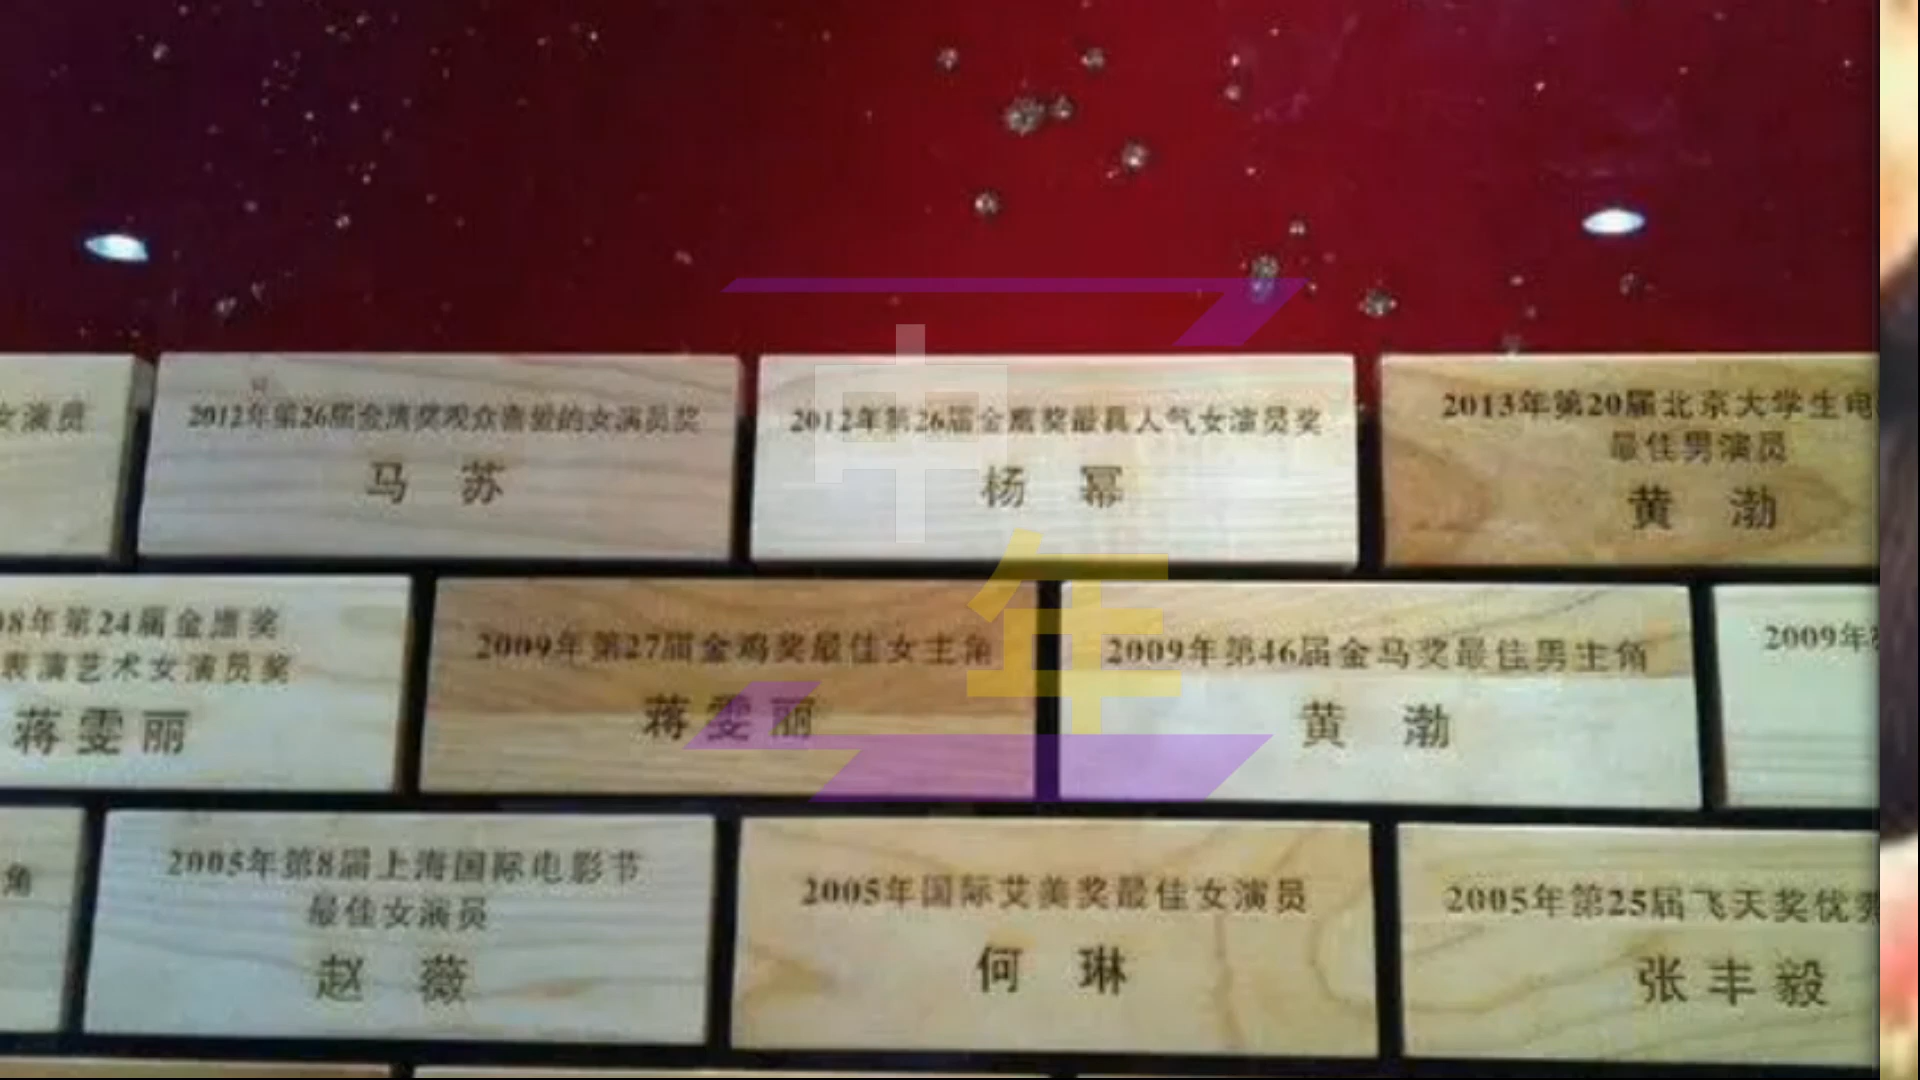 女演员
2012年第26届金鹰奖观众喜爱的女演员奖
马 苏
2012年第26届金鹰奖最具人气女演员奖
杨 幂
2013年第20届北京大学生电
最佳男演员
黄 渤
8年第24届金鹰奖
表演艺术女演员奖
蒋雯丽
2009年第27届金鸡奖最佳女主角
蒋雯丽
2009年第46届金马奖最佳男主角
黄 渤
2009年
角
2005年第8届上海国际电影节
最佳女演员
赵 薇
2005年国际艾美奖最佳女演员
何 琳
2005年第25届飞天奖优秀
张丰毅
中
年